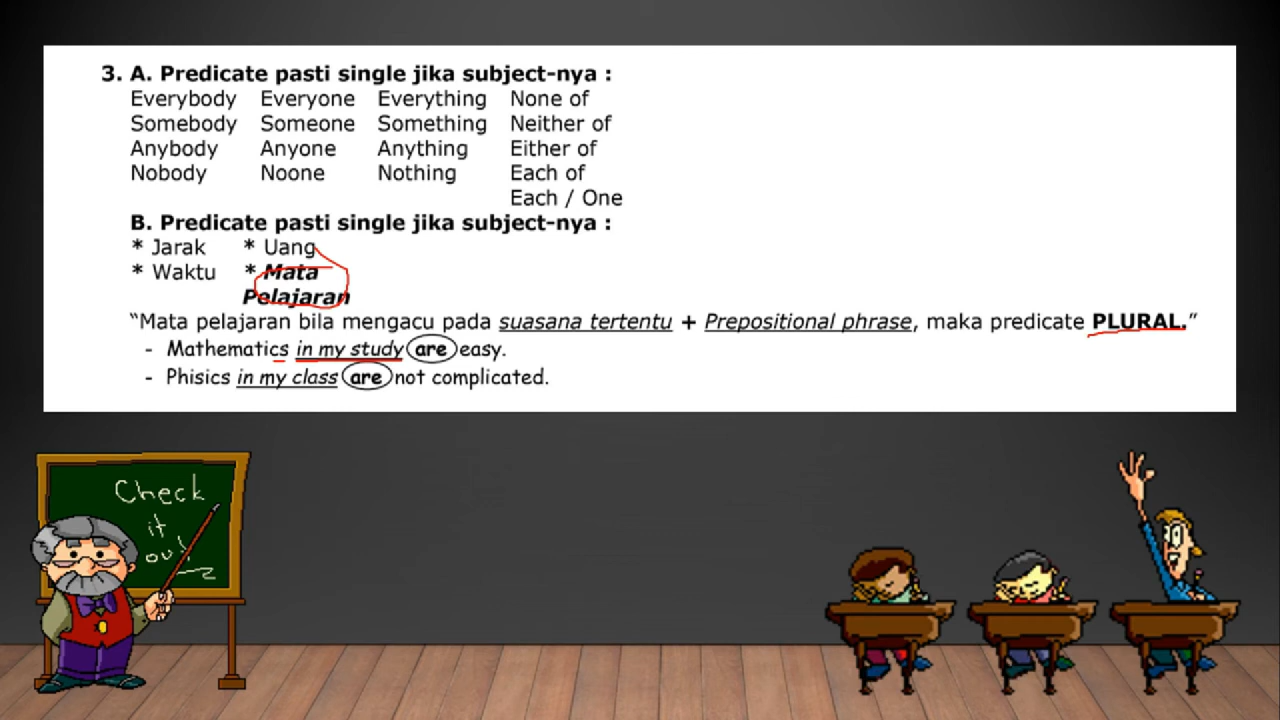 3. A. Predicate pasti single jika subject-nya :
Everybody Everyone Everything None of
Somebody Someone Something Neither of
Anybody Anyone Anything Either of
Nobody Noone Nothing Each of
Each / One
B. Predicate pasti single jika subject-nya :
* Jarak * Uang
* Waktu * Mata
Pelajaran
“Mata pelajaran bila mengacu pada suasana tertentu + Prepositional phrase, maka predicate PLURAL.”
- Mathematics in my study are easy.
- Phisics in my class are not complicated.
Check
it
out